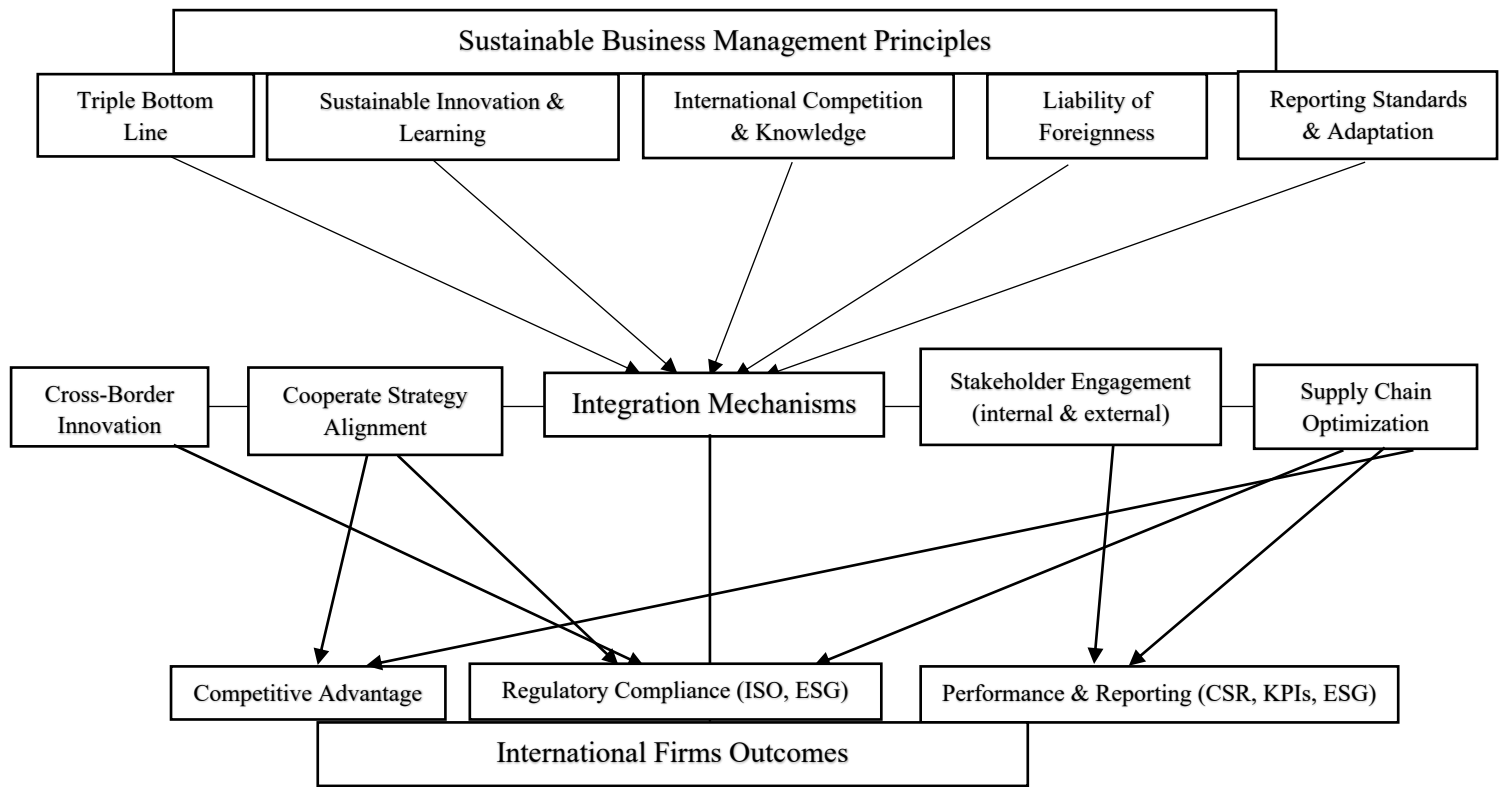 Sustainable Business Management Principles
Triple Bottom
Line
Sustainable Innovation &
Learning
International Competition
& Knowledge
Liability of
Foreignness
Reporting Standards
& Adaptation
Cross-Border
Innovation
Cooperate Strategy
Alignment
Integration Mechanisms
Stakeholder Engagement
(internal & external)
Supply Chain
Optimization
Competitive Advantage
Regulatory Compliance (ISO, ESG)
Performance & Reporting (CSR, KPIs, ESG)
International Firms Outcomes